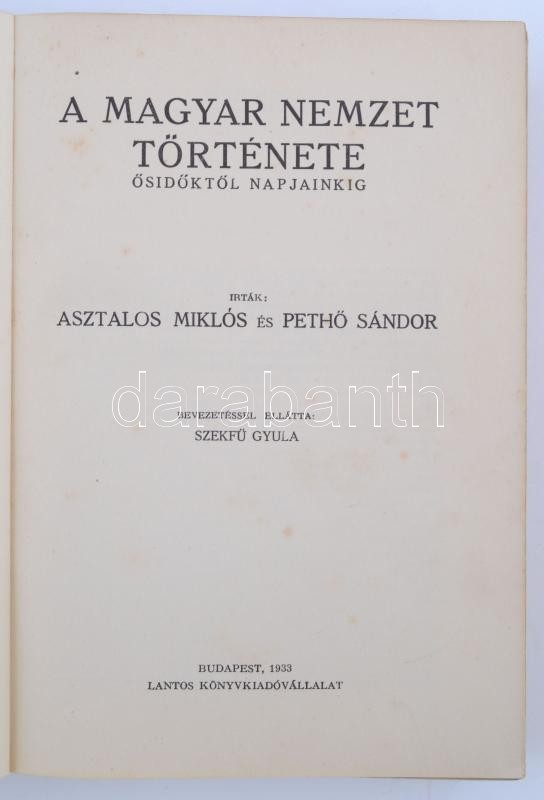 A MAGYAR NEMZET
TÖRTÉNETE
ŐSIDŐKTŐL NAPJAINKIG
IRTÁK:
ASZTALOS MIKLÓS ÉS PETHŐ SÁNDOR
darabanth
BEVEZETÉSSEL ELLÁTTA:
SZEKFŰ GYULA
BUDAPEST, 1933
LANTOS KÖNYVKIADÓVÁLLALAT